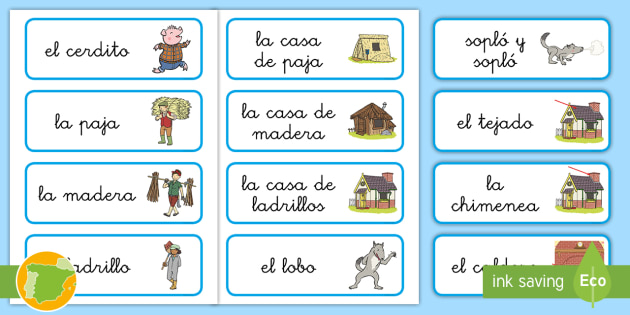 el cerdito
la paja
la madera
la casa
de paja
la casa de
madera
la casa de
ladrillos
el lobo
sopló y
sopló
el tejado
la
chimenea
el
ink saving
Eco